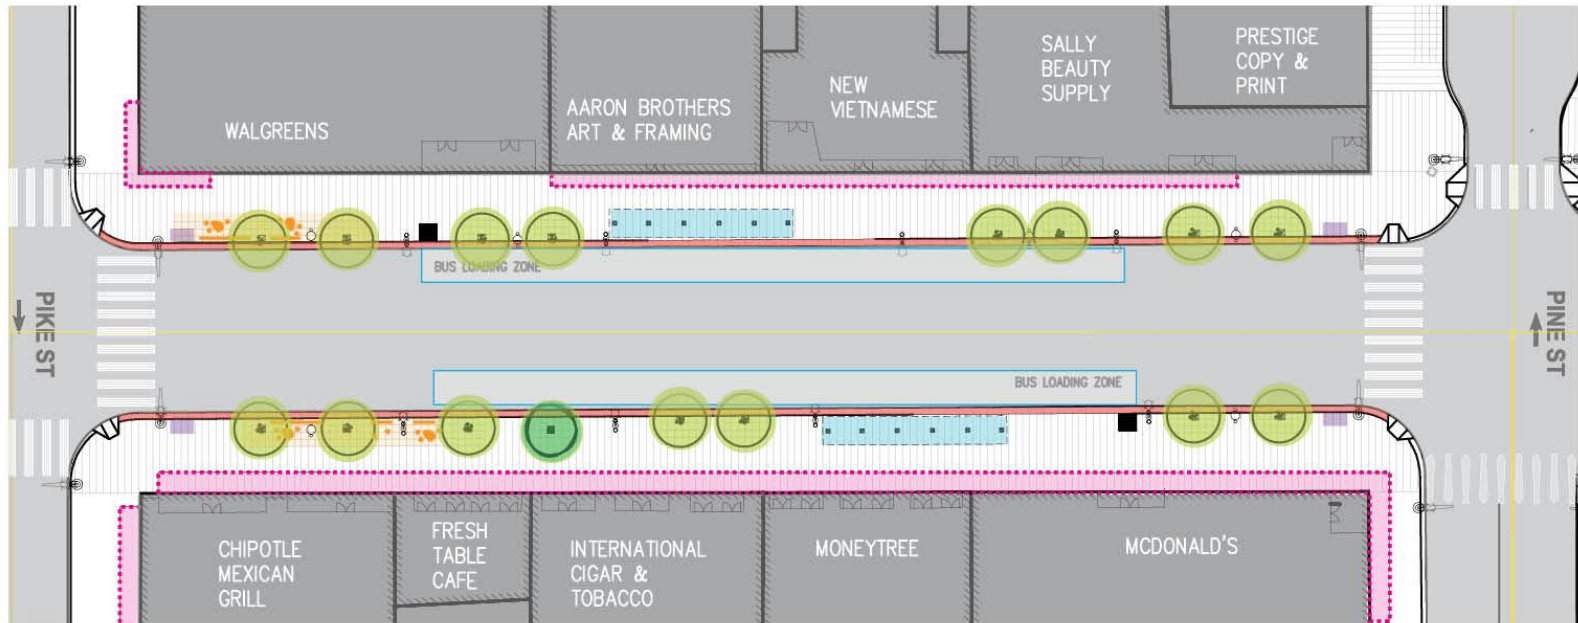 WALGREENS
AARON BROTHERS
ART & FRAMING
NEW
VIETNAMESE
SALLY
BEAUTY
SUPPLY
PRESTIGE
COPY &
PRINT
BUS LOADING ZONE
PIKE ST
PINE ST
BUS LOADING ZONE
CHIPOTLE
MEXICAN
GRILL
FRESH
TABLE
CAFE
INTERNATIONAL
CIGAR &
TOBACCO
MONEYTREE
MCDONALD'S